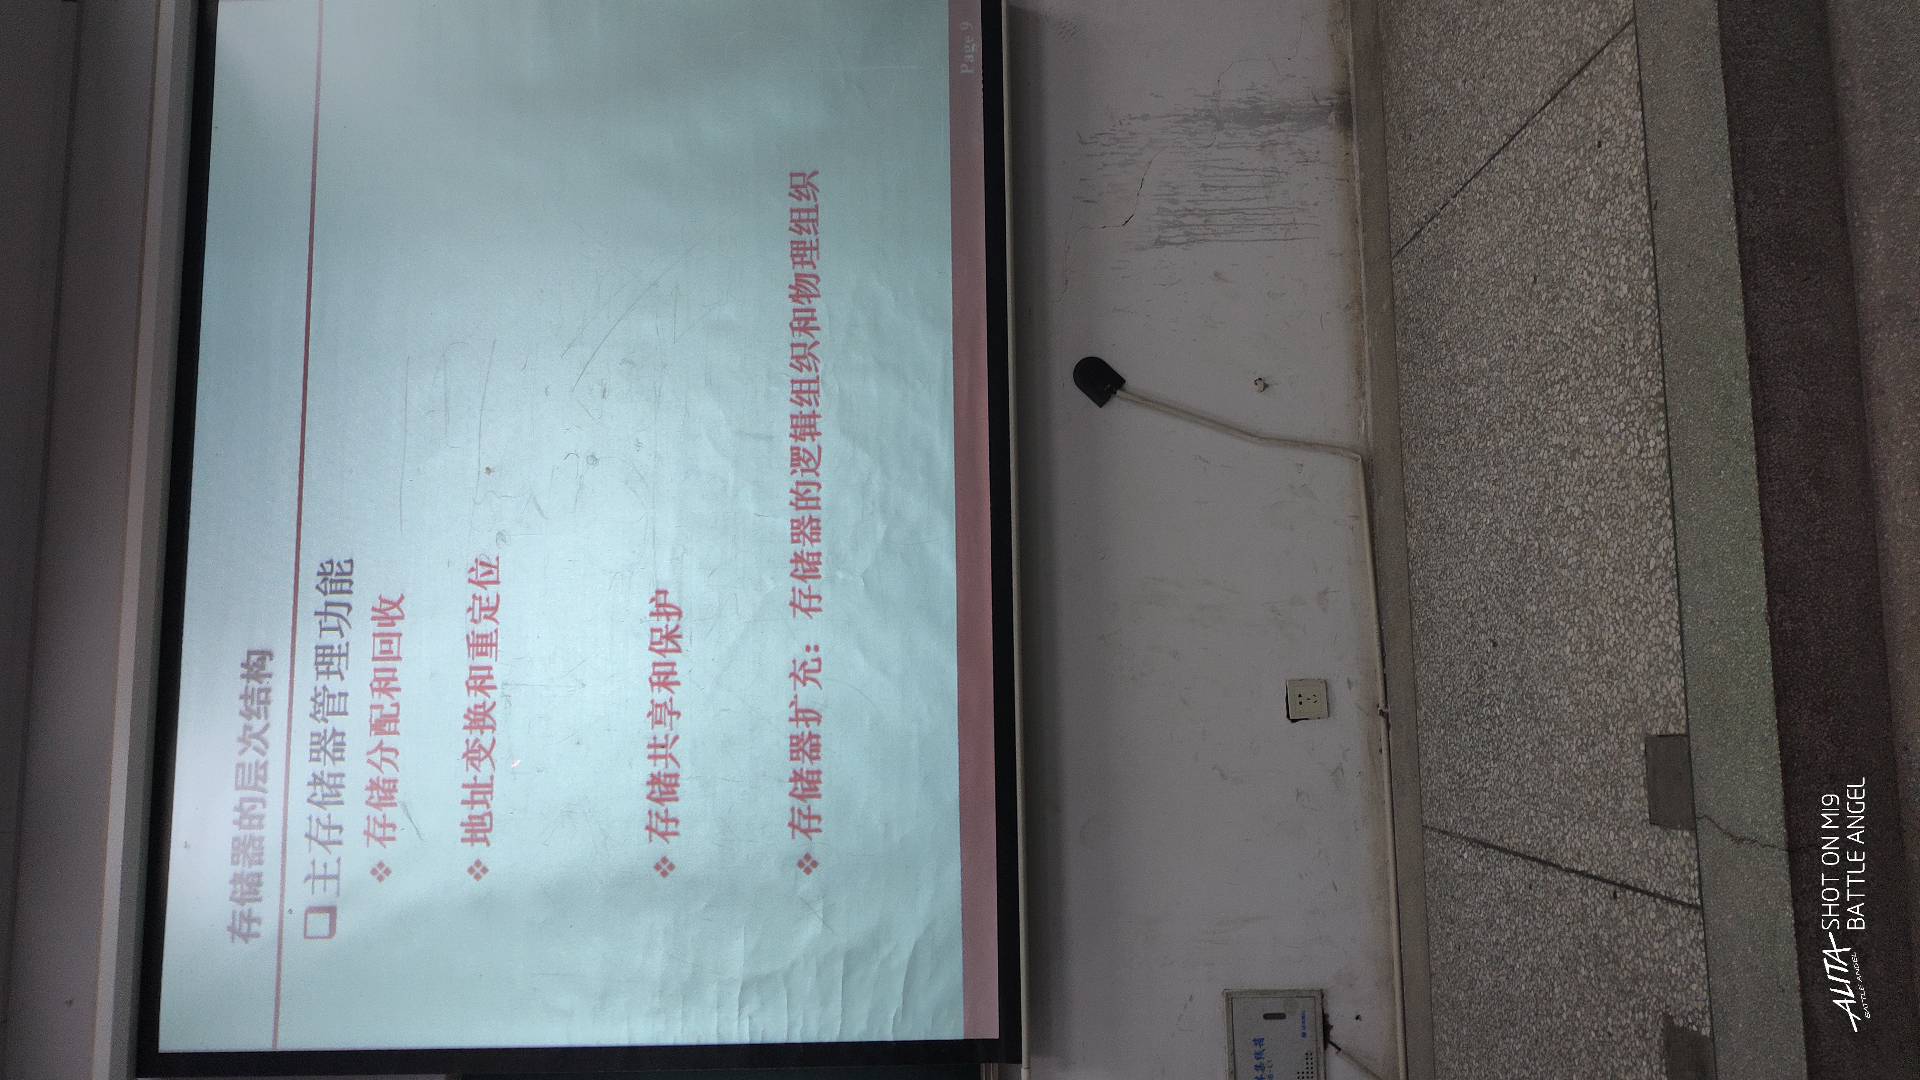 存储器的层次结构
❑主存储器管理功能
❖ 存储分配和回收
❖ 地址变换和重定位
❖ 存储共享和保护
❖ 存储器扩充：存储器的逻辑组织和物理组织
Page 9
集线箱
ALITA
BATTLE ANGEL
SHOT ON MI9
BATTLE ANGEL